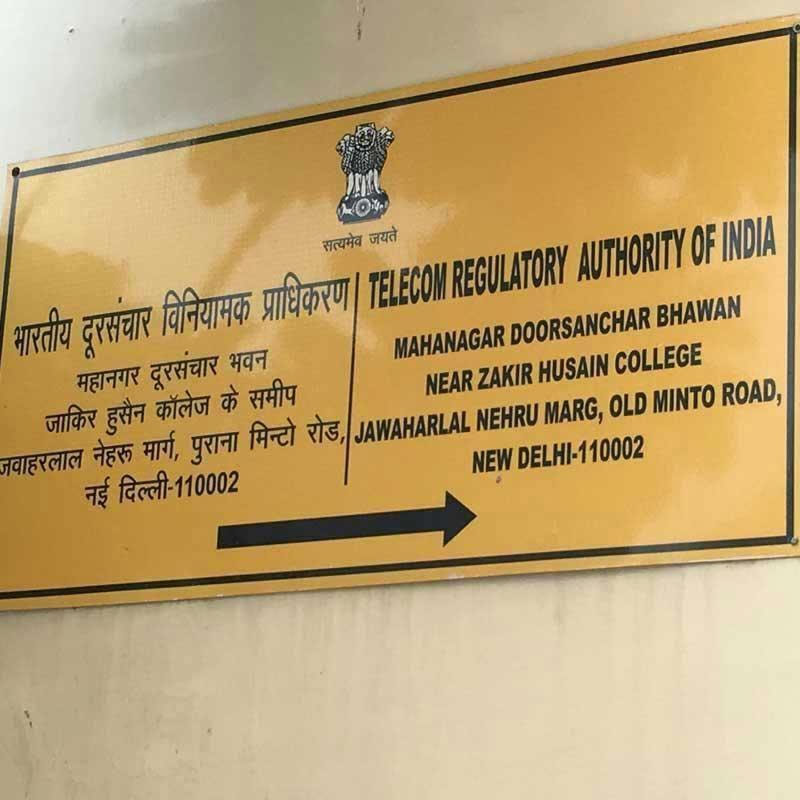 सत्यमेव जयते
भारतीय दूरसंचार विनियामक प्राधिकरण
महानगर दूरसंचार भवन
जाकिर हुसैन कॉलेज के समीप
जवाहरलाल नेहरू मार्ग, पुराना मिन्टो रोड,
नई दिल्ली-110002
TELECOM REGULATORY AUTHORITY OF INDIA
MAHANAGAR DOORSANCHAR BHAWAN
NEAR ZAKIR HUSAIN COLLEGE
JAWAHARLAL NEHRU MARG, OLD MINTO ROAD,
NEW DELHI-110002